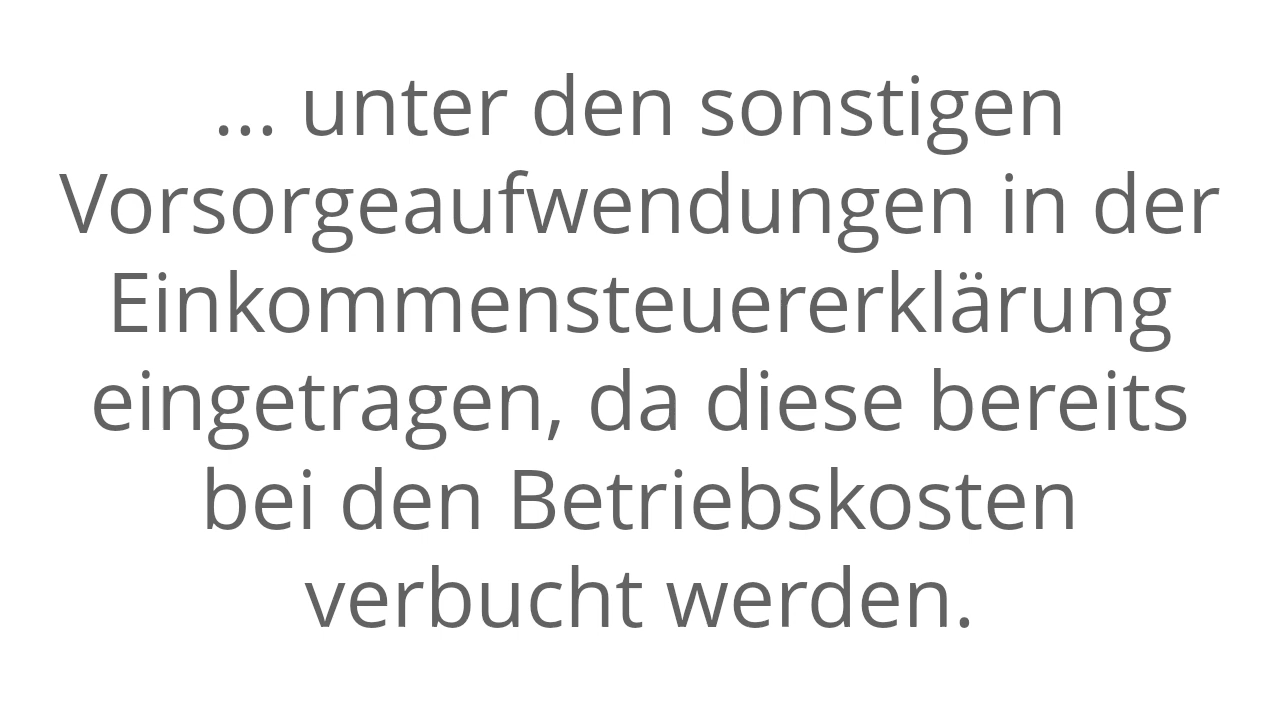 ... unter den sonstigen
Vorsorgeaufwendungen in der
Einkommensteuererklärung
eingetragen, da diese bereits
bei den Betriebskosten
verbucht werden.